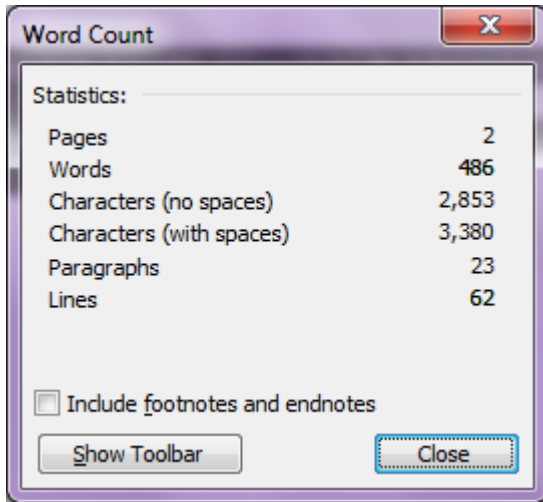 Word Count
Statistics:
Pages 2
Words 486
Characters (no spaces) 2,853
Characters (with spaces) 3,380
Paragraphs 23
Lines 62
Include footnotes and endnotes
Show Toolbar Close